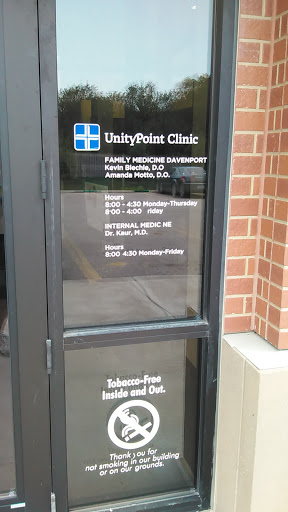 UnityPoint Clinic
FAMILY MEDICINE DAVENPORT
Kevin Blechle, D.O
Amanda Motto, D.O.
Hours
8:00 - 4:30 Monday-Thursday
8:00 - 4:00 riday
INTERNAL MEDIC NE
Dr. Kaur, M.D.
Hours
8:00 4:30 Monday-Friday
Tobacco-Free
Inside and Out.
Thank you for
not smoking in our building
or on our grounds.